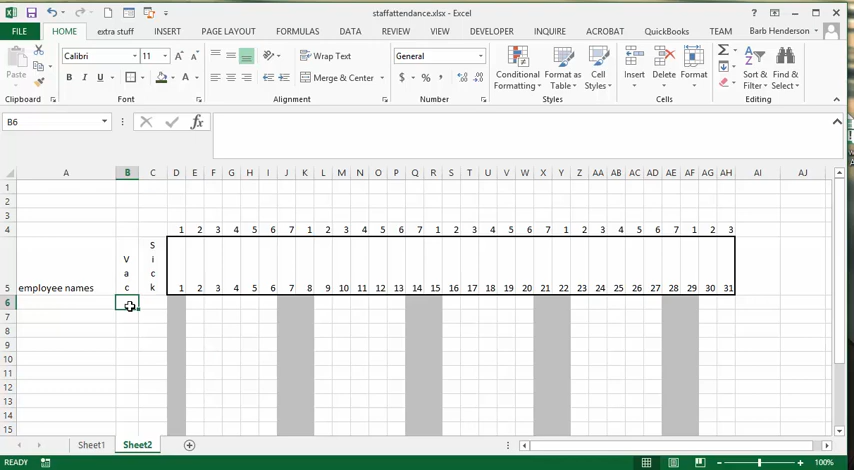 staffattendance.xlsx - Excel
FILE HOME extra stuff INSERT PAGE LAYOUT FORMULAS DATA REVIEW VIEW DEVELOPER INQUIRE ACROBAT QuickBooks TEAM Barb Henderson
Paste Calibri 11 Wrap Text General Conditional Formatting Format as Table Cell Styles Insert Delete Format Sort & Filter Find & Select
B I U Merge & Center $ % ,
Clipboard Font Alignment Number Styles Cells Editing
B6 fx
A B C D E F G H I J K L M N O P Q R S T U V W X Y Z AA AB AC AD AE AF AG AH AI AJ
1
2
3
4 1 2 3 4 5 6 7 1 2 3 4 5 6 7 1 2 3 4 5 6 7 1 2 3 4 5 6 7 1 2 3
5 employee names Vac Sick 1 2 3 4 5 6 7 8 9 10 11 12 13 14 15 16 17 18 19 20 21 22 23 24 25 26 27 28 29 30 31
6
7
8
9
10
11
12
13
14
15
Sheet1 Sheet2
READY 100%